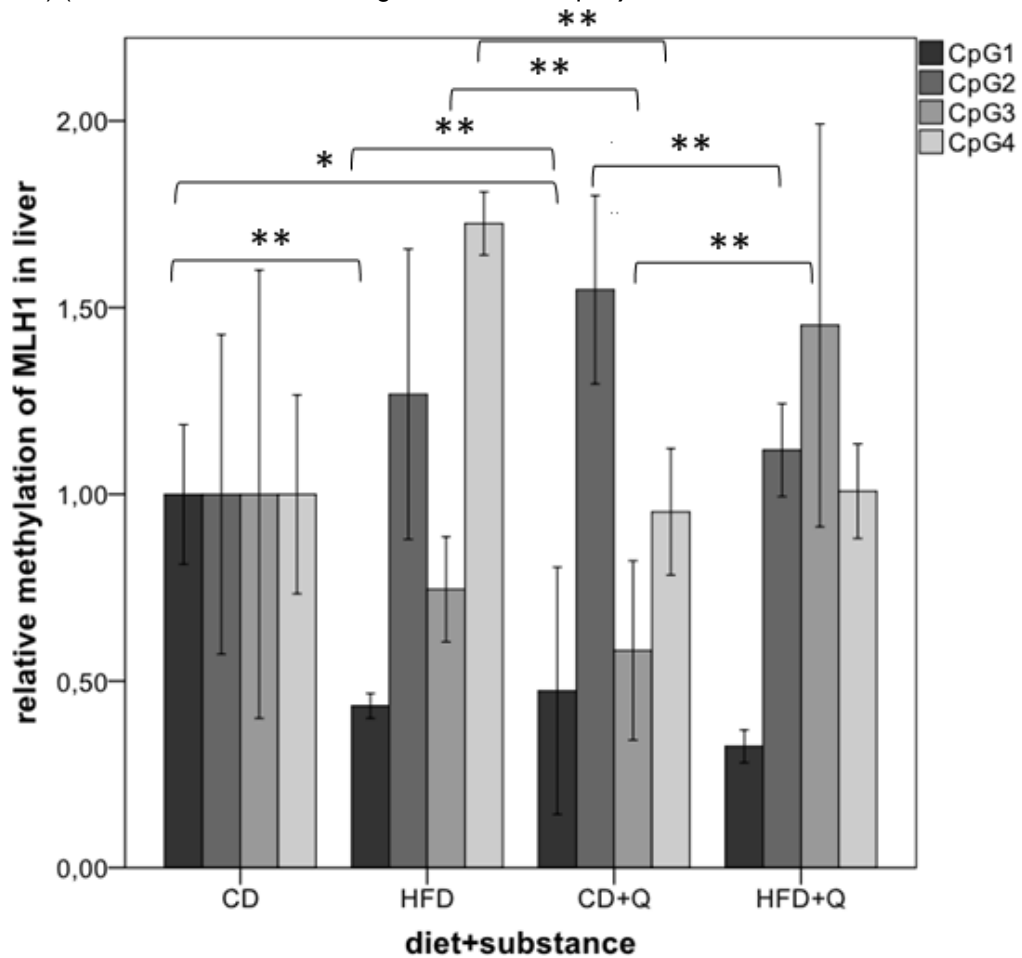 **
CpG1
CpG2
CpG3
CpG4
**
**
*
**
**
**
relative methylation of MLH1 in liver
2,00
1,50
1,00
0,50
0,00
CD
HFD
CD+Q
HFD+Q
diet+substance